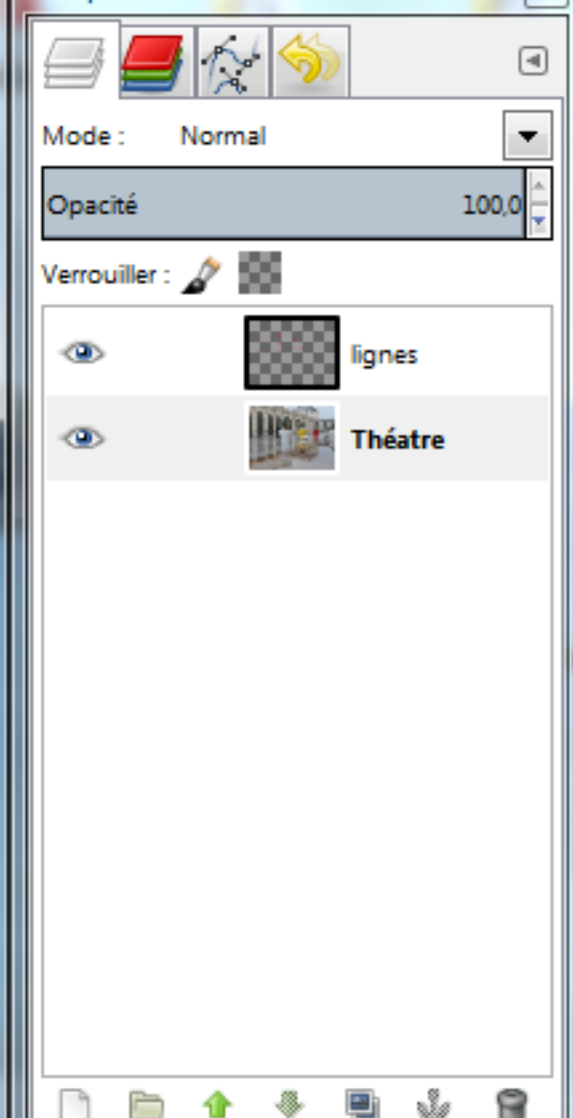 Mode : Normal
Opacité 100,0
Verrouiller :
lignes
Théatre